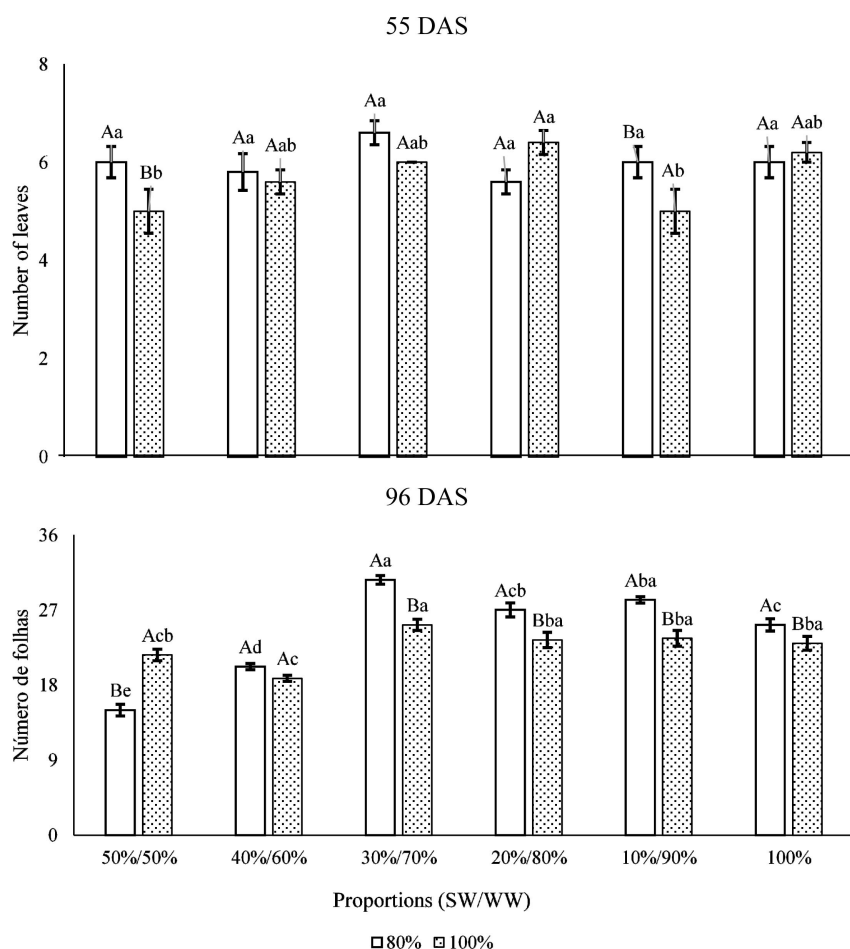 55 DAS
8
Aa
Aa
Aa
Aa
Aab
Aab
Ba
Aa
Aab
Bb
Aa
Ab
6
4
2
0
Number of leaves
96 DAS
36
Aa
Acb
Aba
Ba
Ac
27
Acb
Bba
Bba
Bba
Ad
Ac
18
Be
9
0
Número de folhas
50%/50% 40%/60% 30%/70% 20%/80% 10%/90% 100%
Proportions (SW/WW)
80% 100%